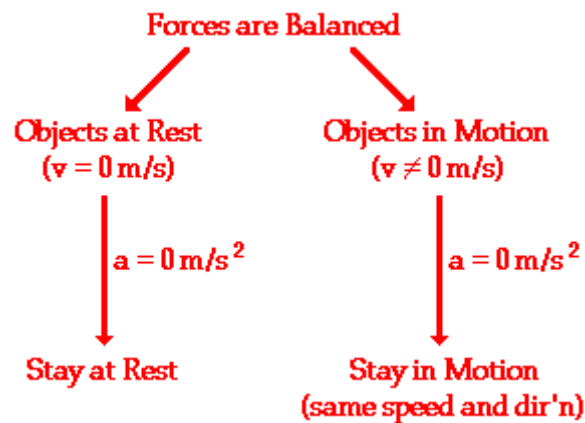 Forces are Balanced
Objects at Rest
(v = 0 m/s)
Objects in Motion
(v ≠ 0 m/s)
a = 0 m/s²
a = 0 m/s²
Stay at Rest
Stay in Motion
(same speed and dir'n)